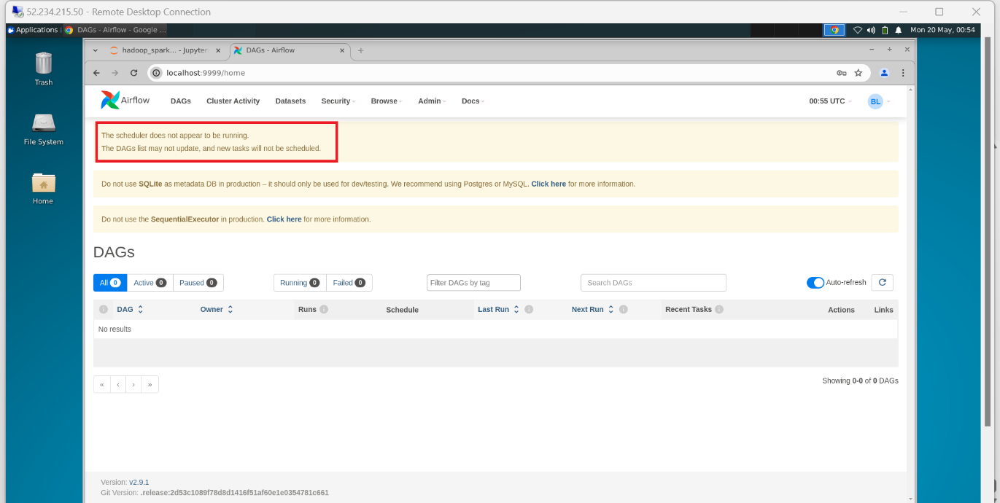 52.234.215.50 - Remote Desktop Connection
Applications DAGs - Airflow - Google ... Mon 20 May, 00:54
hadoop_spark... - Jupyter DAGs - Airflow
localhost:9999/home
Trash
File System
Home
Airflow DAGs Cluster Activity Datasets Security Browse Admin Docs 00:55 UTC BL
The scheduler does not appear to be running.
The DAGs list may not update, and new tasks will not be scheduled.
Do not use SQLite as metadata DB in production – it should only be used for dev/testing. We recommend using Postgres or MySQL. Click here for more information.
Do not use the SequentialExecutor in production. Click here for more information.
DAGs
All 0 Active 0 Paused 0 Running 0 Failed 0 Filter DAGs by tag Search DAGs Auto-refresh
DAG Owner Runs Schedule Last Run Next Run Recent Tasks Actions Links
No results
« ‹ › » Showing 0-0 of 0 DAGs
Version: v2.9.1
Git Version: .release:2d53c1089f78d8d1416f51af60e1e0354781c661